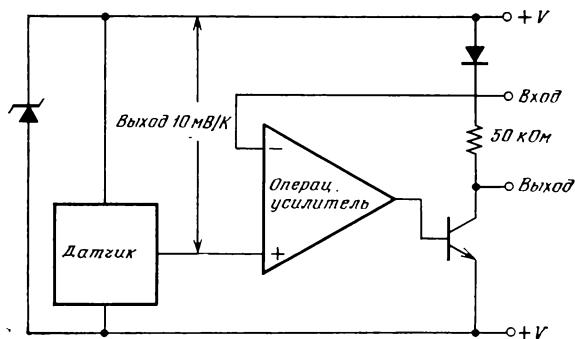 +V
Вход
Выход 10 мВ/К
50 кОм
−
Операц.
усилитель
Выход
Датчик
+
+V